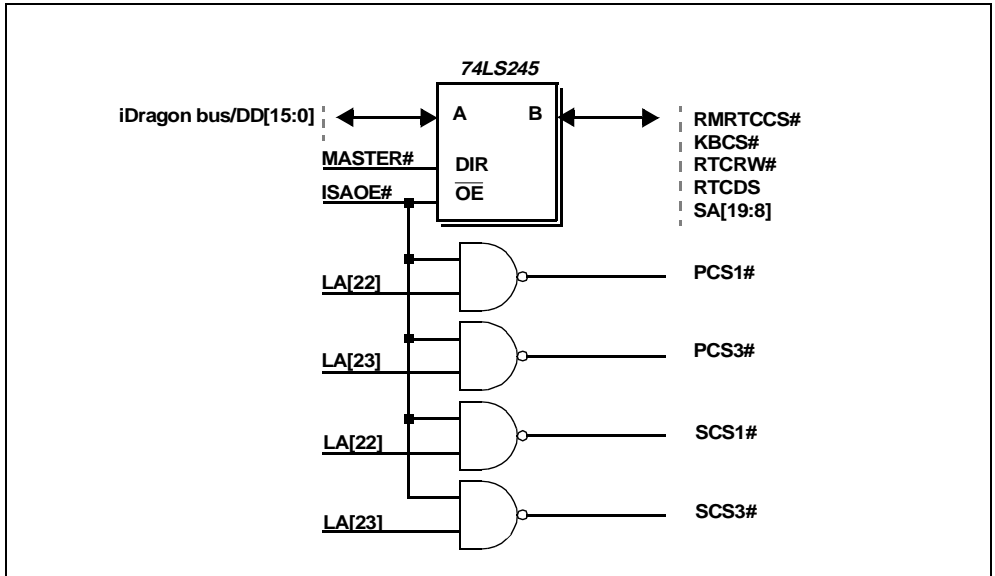 74LS245
iDragon bus/DD[15:0]
A
B
RMRTCCS#
KBCS#
MASTER#
DIR
RTCRW#
RTCDS
ISAOE#
OE
SA[19:8]
PCS1#
LA[22]
PCS3#
LA[23]
SCS1#
LA[22]
SCS3#
LA[23]